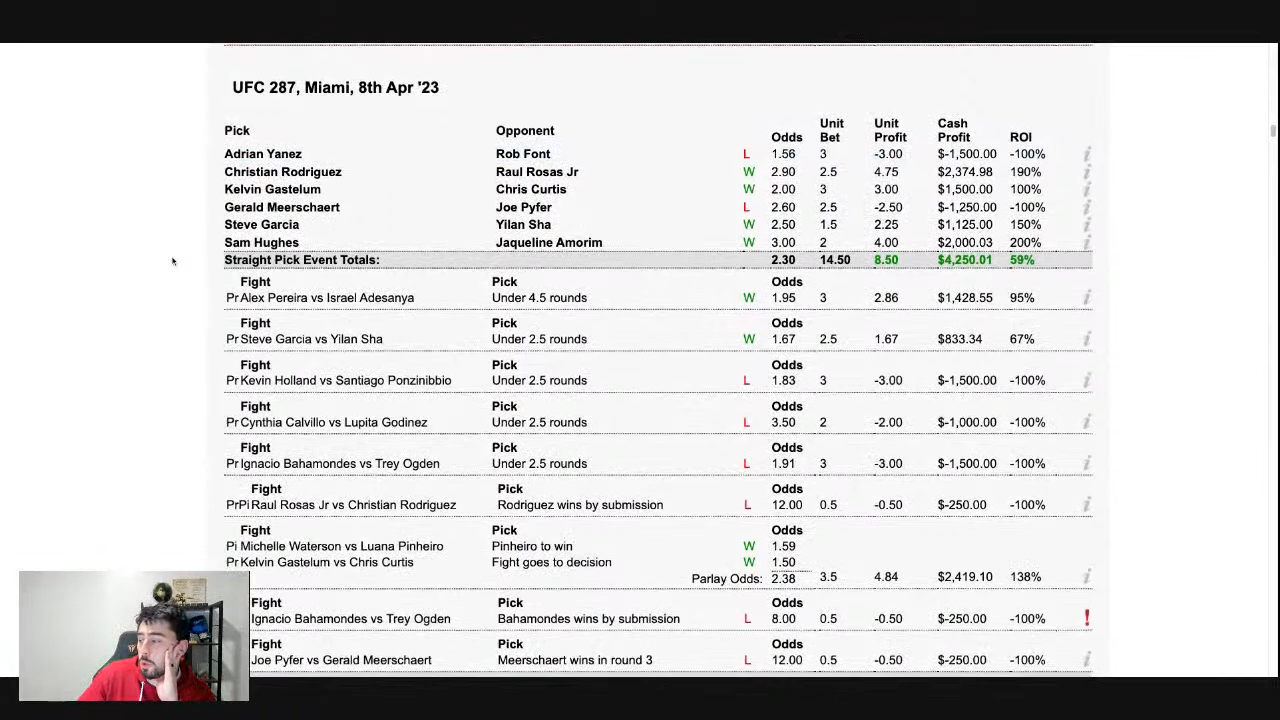 UFC 287, Miami, 8th Apr '23
Pick Opponent Odds Unit Bet Unit Profit Cash Profit ROI
Adrian Yanez Rob Font L 1.56 3 -3.00 $-1,500.00 -100%
Christian Rodriguez Raul Rosas Jr W 2.90 2.5 4.75 $2,374.98 190%
Kelvin Gastelum Chris Curtis W 2.00 3 3.00 $1,500.00 100%
Gerald Meerschaert Joe Pyfer L 2.60 2.5 -2.50 $-1,250.00 -100%
Steve Garcia Yilan Sha W 2.50 1.5 2.25 $1,125.00 150%
Sam Hughes Jaqueline Amorim W 3.00 2 4.00 $2,000.03 200%
Straight Pick Event Totals: 2.30 14.50 8.50 $4,250.01 59%
Fight Pick Odds
Pr Alex Pereira vs Israel Adesanya Under 4.5 rounds W 1.95 3 2.86 $1,428.55 95%
Fight Pick Odds
Pr Steve Garcia vs Yilan Sha Under 2.5 rounds W 1.67 2.5 1.67 $833.34 67%
Fight Pick Odds
Pr Kevin Holland vs Santiago Ponzinibbio Under 2.5 rounds L 1.83 3 -3.00 $-1,500.00 -100%
Fight Pick Odds
Pr Cynthia Calvillo vs Lupita Godinez Under 2.5 rounds L 3.50 2 -2.00 $-1,000.00 -100%
Fight Pick Odds
Pr Ignacio Bahamondes vs Trey Ogden Under 2.5 rounds L 1.91 3 -3.00 $-1,500.00 -100%
Fight Pick Odds
PrPi Raul Rosas Jr vs Christian Rodriguez Rodriguez wins by submission L 12.00 0.5 -0.50 $-250.00 -100%
Fight Pick Odds
Pi Michelle Waterson vs Luana Pinheiro Pinheiro to win W 1.59
Pr Kelvin Gastelum vs Chris Curtis Fight goes to decision W 1.50
Parlay Odds: 2.38 3.5 4.84 $2,419.10 138%
Fight Pick Odds
Ignacio Bahamondes vs Trey Ogden Bahamondes wins by submission L 8.00 0.5 -0.50 $-250.00 -100% !
Fight Pick Odds
Joe Pyfer vs Gerald Meerschaert Meerschaert wins in round 3 L 12.00 0.5 -0.50 $-250.00 -100%